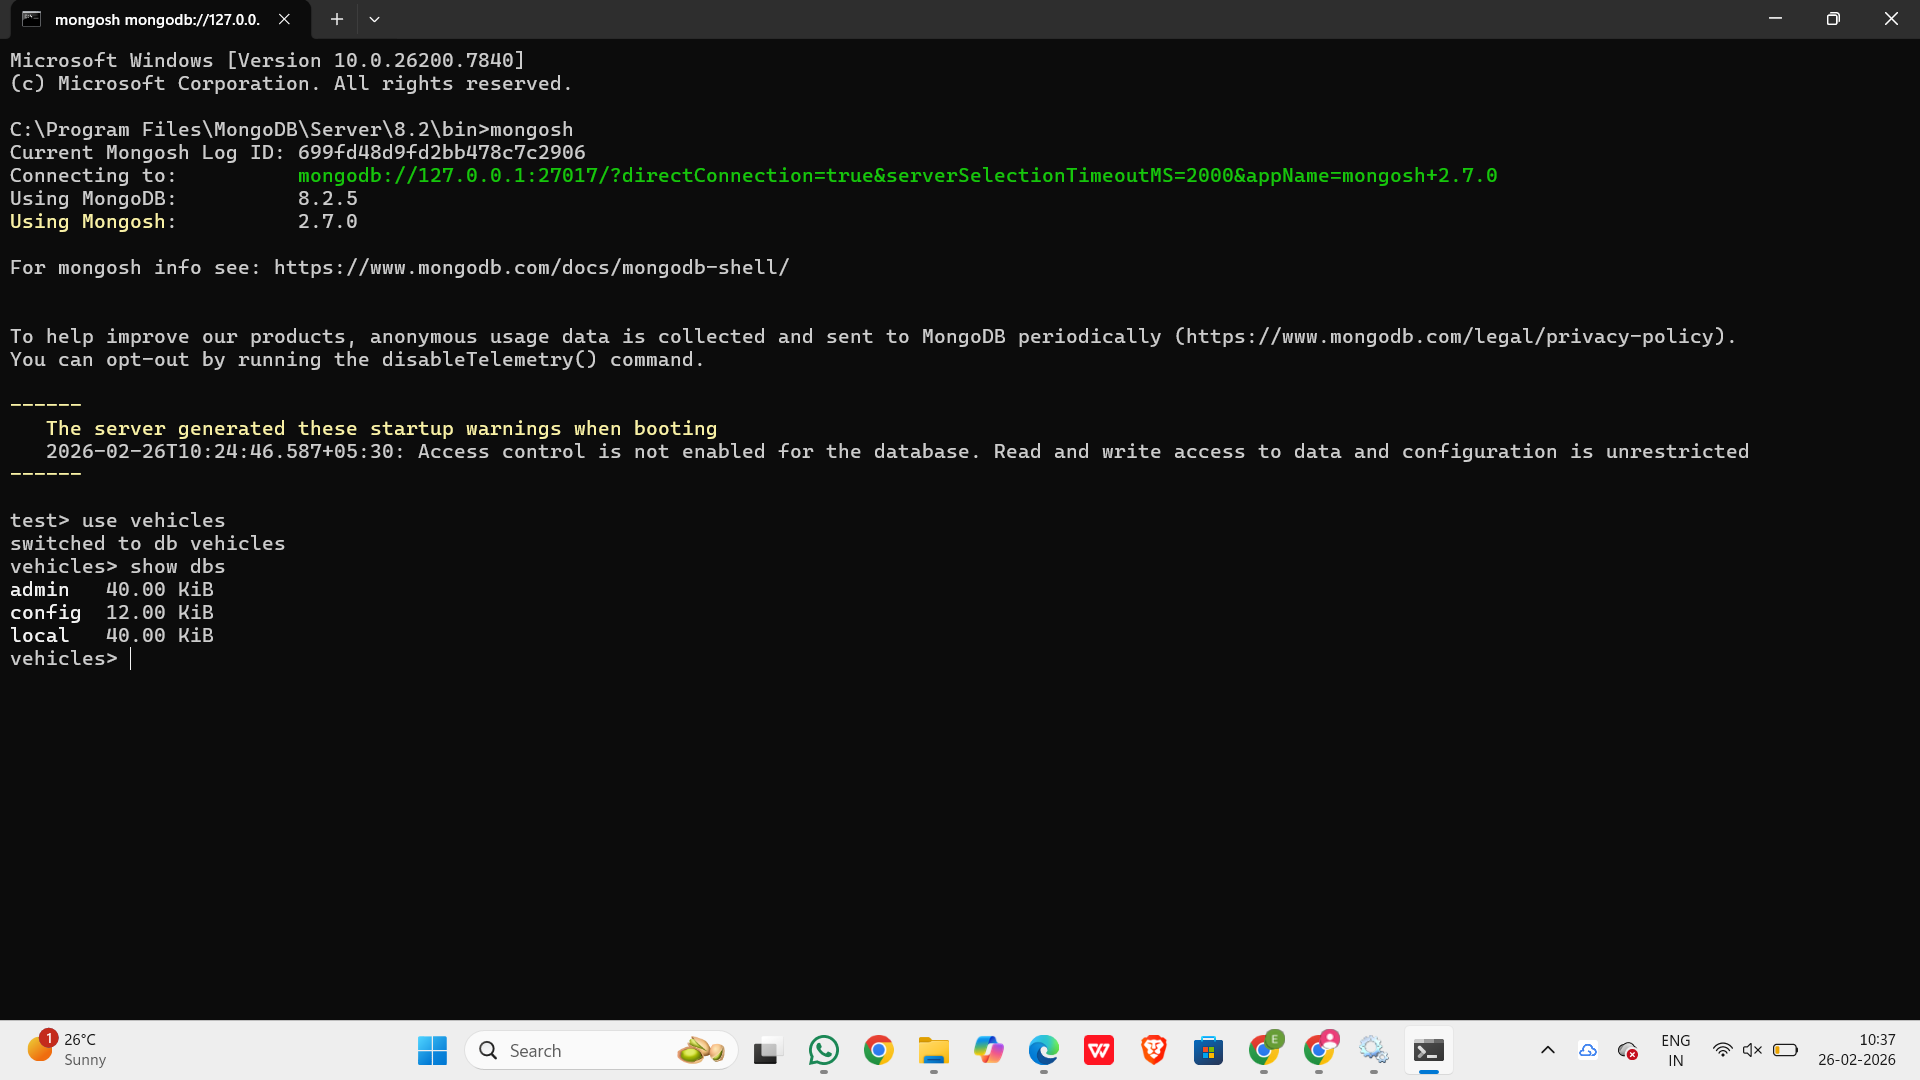 mongosh mongodb://127.0.0.
Microsoft Windows [Version 10.0.26200.7840]
(c) Microsoft Corporation. All rights reserved.
C:\Program Files\MongoDB\Server\8.2\bin>mongosh
Current Mongosh Log ID: 699fd48d9fd2bb478c7c2906
Connecting to:          mongodb://127.0.0.1:27017/?directConnection=true&serverSelectionTimeoutMS=2000&appName=mongosh+2.7.0
Using MongoDB:          8.2.5
Using Mongosh:          2.7.0
For mongosh info see: https://www.mongodb.com/docs/mongodb-shell/
To help improve our products, anonymous usage data is collected and sent to MongoDB periodically (https://www.mongodb.com/legal/privacy-policy).
You can opt-out by running the disableTelemetry() command.
------
The server generated these startup warnings when booting
2026-02-26T10:24:46.587+05:30: Access control is not enabled for the database. Read and write access to data and configuration is unrestricted
------
test> use vehicles
switched to db vehicles
vehicles> show dbs
admin   40.00 KiB
config  12.00 KiB
local   40.00 KiB
vehicles>
1
26°C
Sunny
Search
W
E
ENG
IN
10:37
26-02-2026